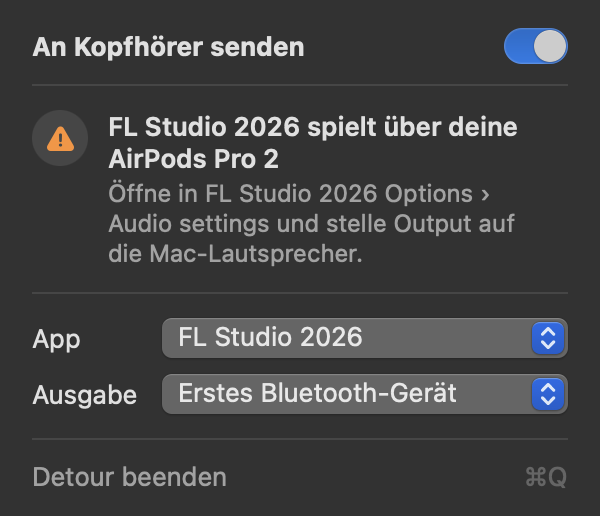 An Kopfhörer senden
FL Studio 2026 spielt über deine
AirPods Pro 2
Öffne in FL Studio 2026 Options ›
Audio settings und stelle Output auf
die Mac-Lautsprecher.
App
FL Studio 2026
Ausgabe
Erstes Bluetooth-Gerät
Detour beenden ⌘Q